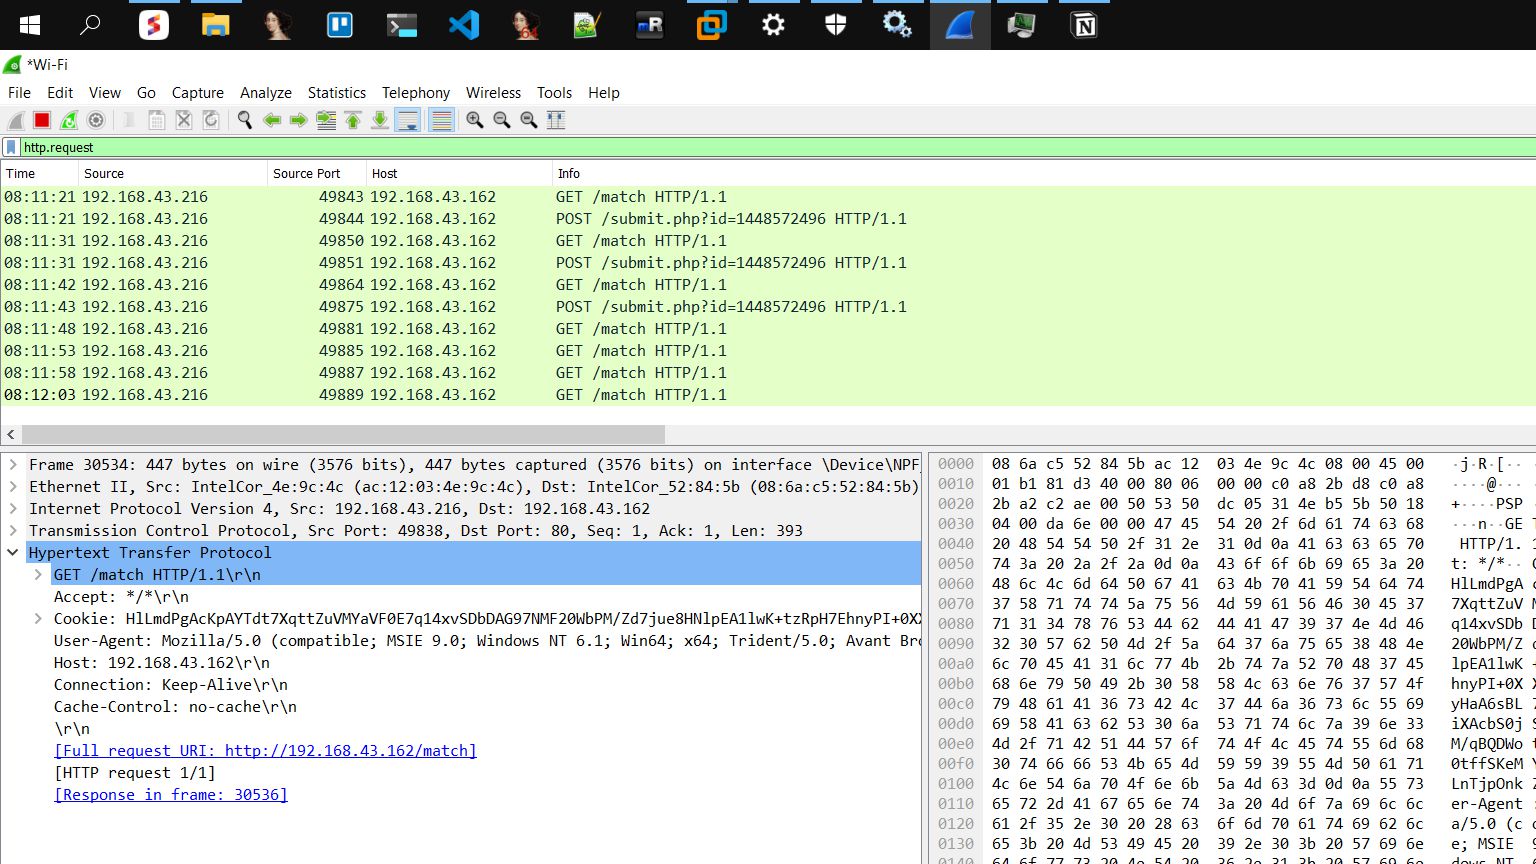 *Wi-Fi
File Edit View Go Capture Analyze Statistics Telephony Wireless Tools Help
http.request
Time Source Source Port Host Info
08:11:21 192.168.43.216 49843 192.168.43.162 GET /match HTTP/1.1
08:11:21 192.168.43.216 49844 192.168.43.162 POST /submit.php?id=1448572496 HTTP/1.1
08:11:31 192.168.43.216 49850 192.168.43.162 GET /match HTTP/1.1
08:11:31 192.168.43.216 49851 192.168.43.162 POST /submit.php?id=1448572496 HTTP/1.1
08:11:42 192.168.43.216 49864 192.168.43.162 GET /match HTTP/1.1
08:11:43 192.168.43.216 49875 192.168.43.162 POST /submit.php?id=1448572496 HTTP/1.1
08:11:48 192.168.43.216 49881 192.168.43.162 GET /match HTTP/1.1
08:11:53 192.168.43.216 49885 192.168.43.162 GET /match HTTP/1.1
08:11:58 192.168.43.216 49887 192.168.43.162 GET /match HTTP/1.1
08:12:03 192.168.43.216 49889 192.168.43.162 GET /match HTTP/1.1
Frame 30534: 447 bytes on wire (3576 bits), 447 bytes captured (3576 bits) on interface \Device\NPF_
Ethernet II, Src: IntelCor_4e:9c:4c (ac:12:03:4e:9c:4c), Dst: IntelCor_52:84:5b (08:6a:c5:52:84:5b)
Internet Protocol Version 4, Src: 192.168.43.216, Dst: 192.168.43.162
Transmission Control Protocol, Src Port: 49838, Dst Port: 80, Seq: 1, Ack: 1, Len: 393
Hypertext Transfer Protocol
GET /match HTTP/1.1\r\n
Accept: */*\r\n
Cookie: HlLmdPgAcKpAYTdt7XqttZuVMYaVF0E7q14xvSDbDAG97NMF20WbPM/Zd7jue8HNlpEA1lwK+tzRpH7EhnyPI+0XX
User-Agent: Mozilla/5.0 (compatible; MSIE 9.0; Windows NT 6.1; Win64; x64; Trident/5.0; Avant Bro
Host: 192.168.43.162\r\n
Connection: Keep-Alive\r\n
Cache-Control: no-cache\r\n
\r\n
[Full request URI: http://192.168.43.162/match]
[HTTP request 1/1]
[Response in frame: 30536]
0000 08 6a c5 52 84 5b ac 12 03 4e 9c 4c 08 00 45 00 ·j·R·[··
0010 01 b1 81 d3 40 00 80 06 00 00 c0 a8 2b d8 c0 a8 ····@···
0020 2b a2 c2 ae 00 50 53 50 dc 05 31 4e b5 5b 50 18 +····PSP
0030 04 00 da 6e 00 00 47 45 54 20 2f 6d 61 74 63 68 ···n··GE T
0040 20 48 54 54 50 2f 31 2e 31 0d 0a 41 63 63 65 70 HTTP/1. 1
0050 74 3a 20 2a 2f 2a 0d 0a 43 6f 6f 6b 69 65 3a 20 t: */*·· C
0060 48 6c 4c 6d 64 50 67 41 63 4b 70 41 59 54 64 74 HlLmdPgA c
0070 37 58 71 74 74 5a 75 56 4d 59 61 56 46 30 45 37 7XqttZuV M
0080 71 31 34 78 76 53 44 62 44 41 47 39 37 4e 4d 46 q14xvSDb D
0090 32 30 57 62 50 4d 2f 5a 64 37 6a 75 65 38 48 4e 20WbPM/Z d
00a0 6c 70 45 41 31 6c 77 4b 2b 74 7a 52 70 48 37 45 lpEA1lwK +
00b0 68 6e 79 50 49 2b 30 58 58 4c 63 6e 76 37 57 4f hnyPI+0X X
00c0 79 48 61 41 36 73 42 4c 37 44 6a 36 73 6c 55 69 yHaA6sBL 7
00d0 69 58 41 63 62 53 30 6a 53 71 74 6c 7a 39 6e 33 iXAcbS0j S
00e0 4d 2f 71 42 51 44 57 6f 74 4f 4c 45 74 55 6d 68 M/qBQDWo t
00f0 30 74 66 66 53 4b 65 4d 59 59 39 55 4d 50 61 71 0tffSKeM Y
0100 4c 6e 54 6a 70 4f 6e 6b 5a 4d 63 3d 0d 0a 55 73 LnTjpOnk Z
0110 65 72 2d 41 67 65 6e 74 3a 20 4d 6f 7a 69 6c 6c er-Agent :
0120 61 2f 35 2e 30 20 28 63 6f 6d 70 61 74 69 62 6c a/5.0 (c o
0130 65 3b 20 4d 53 49 45 20 39 2e 30 3b 20 57 69 6e e; MSIE 9
0140 64 6f 77 73 20 4e 54 20 36 2e 31 3b 20 57 69 6e dows NT 6